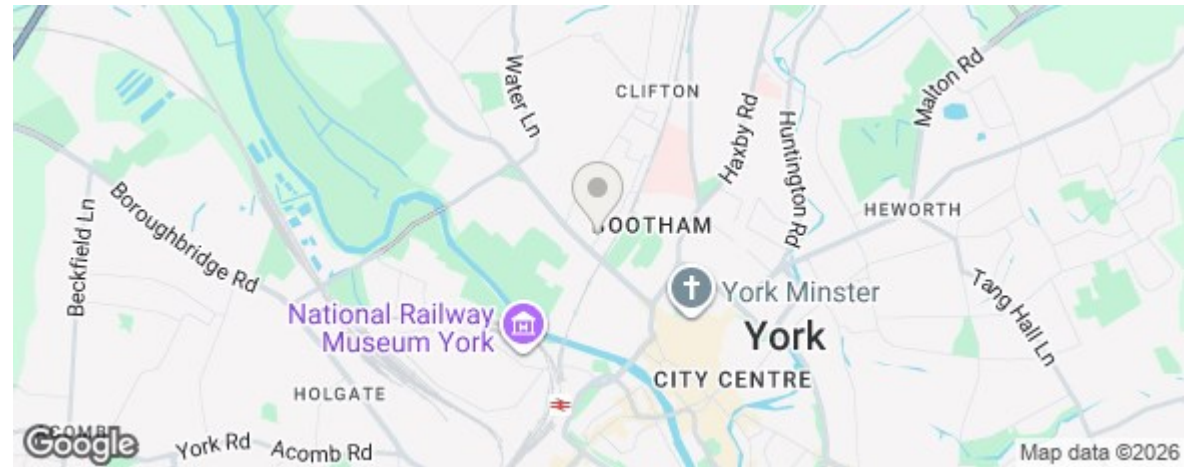 CLIFTON
Water Ln
Haxby Rd
Huntington Rd
Malton Rd
HEWORTH
Beckfield Ln
Boroughbridge Rd
OOTHAM
York Minster
National Railway
Museum York
York
Tang Hall Ln
CITY CENTRE
HOLGATE
York Rd
Acomb Rd
Google
Map data ©2026